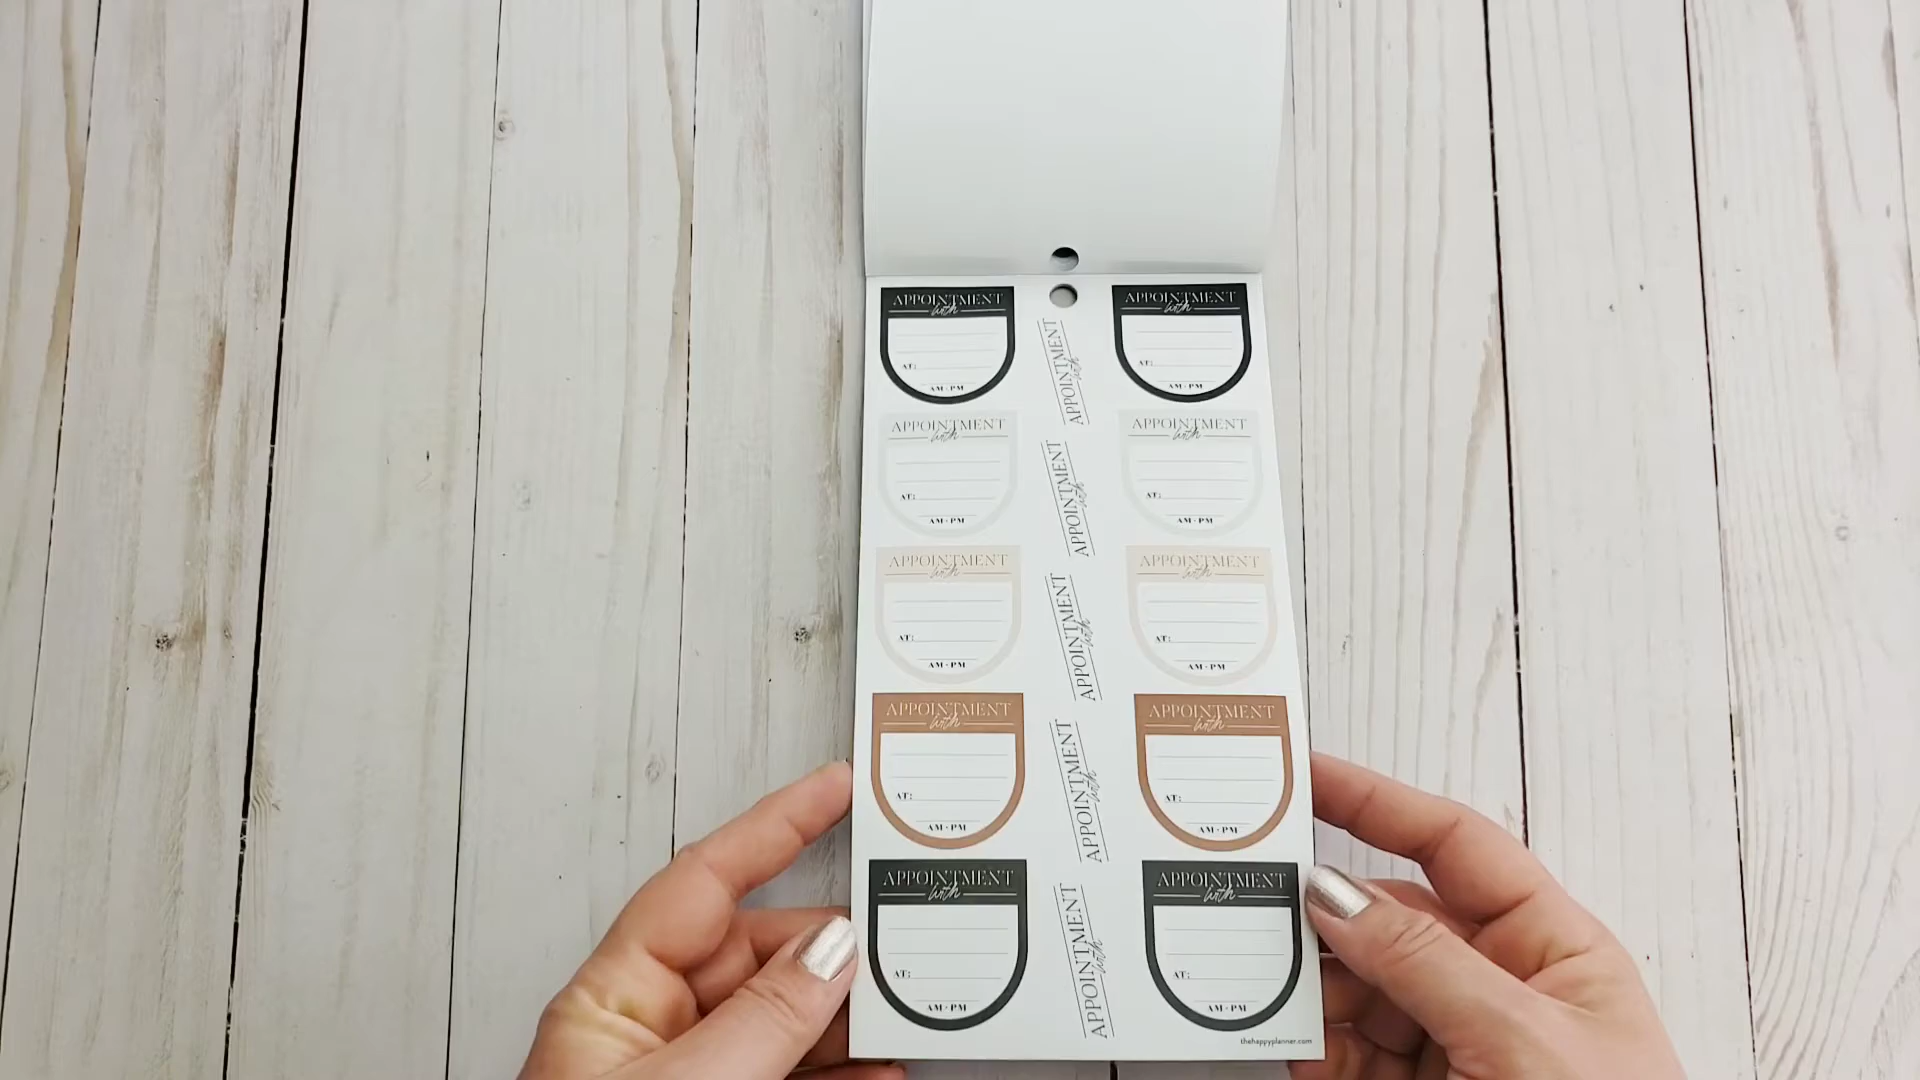 APPOINTMENT
with
AT:
AM · PM
APPOINTMENT
with
APPOINTMENT
with
AT:
AM · PM
APPOINTMENT
with
AT:
AM · PM
APPOINTMENT
with
APPOINTMENT
with
AT:
AM · PM
APPOINTMENT
with
AT:
AM · PM
APPOINTMENT
with
APPOINTMENT
with
AT:
AM · PM
APPOINTMENT
with
AT:
AM · PM
APPOINTMENT
with
APPOINTMENT
with
AT:
AM · PM
APPOINTMENT
with
AT:
AM · PM
APPOINTMENT
with
APPOINTMENT
with
AT:
AM · PM
thehappyplanner.com